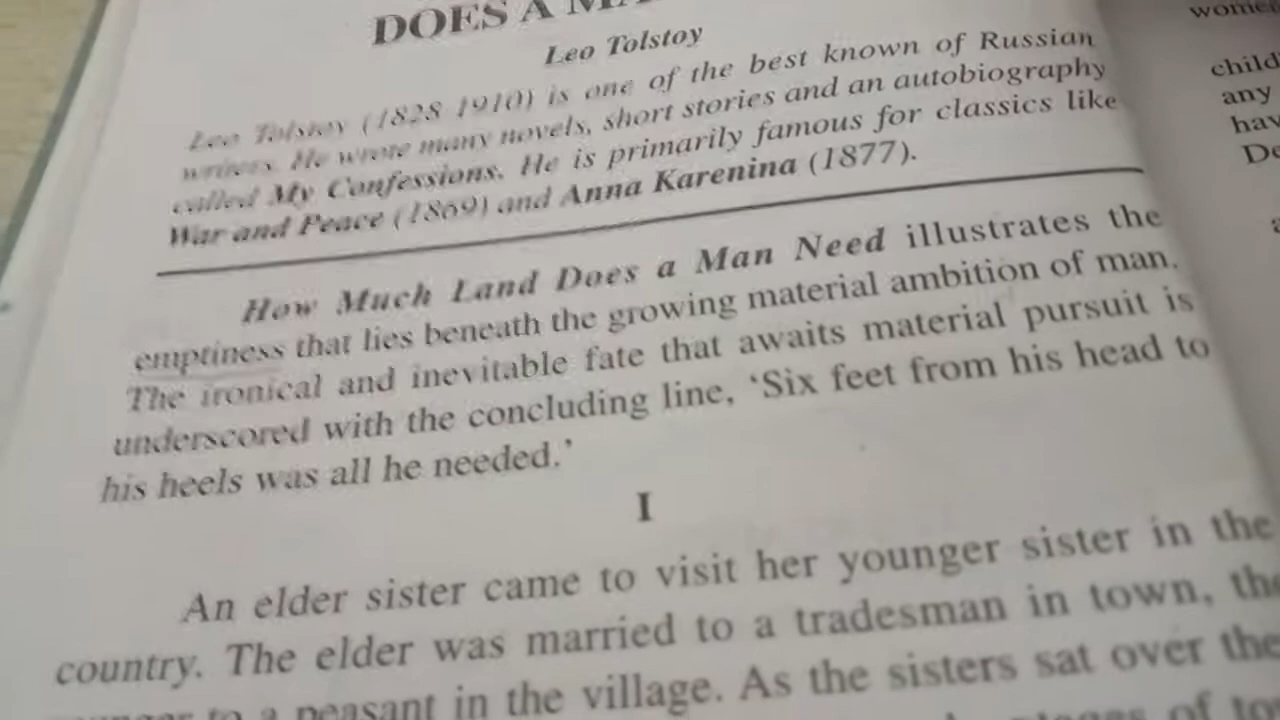 DOES A
Leo Tolstoy
Leo Tolstoy (1828 1910) is one of the best known of Russian
writers. He wrote many novels, short stories and an autobiography
called My Confessions. He is primarily famous for classics like
War and Peace (1869) and Anna Karenina (1877).
How Much Land Does a Man Need illustrates the
emptiness that lies beneath the growing material ambition of man.
The ironical and inevitable fate that awaits material pursuit is
underscored with the concluding line, ‘Six feet from his head to
his heels was all he needed.’
I
An elder sister came to visit her younger sister in the
country. The elder was married to a tradesman in town, the
to a peasant in the village. As the sisters sat over the
of
child
any